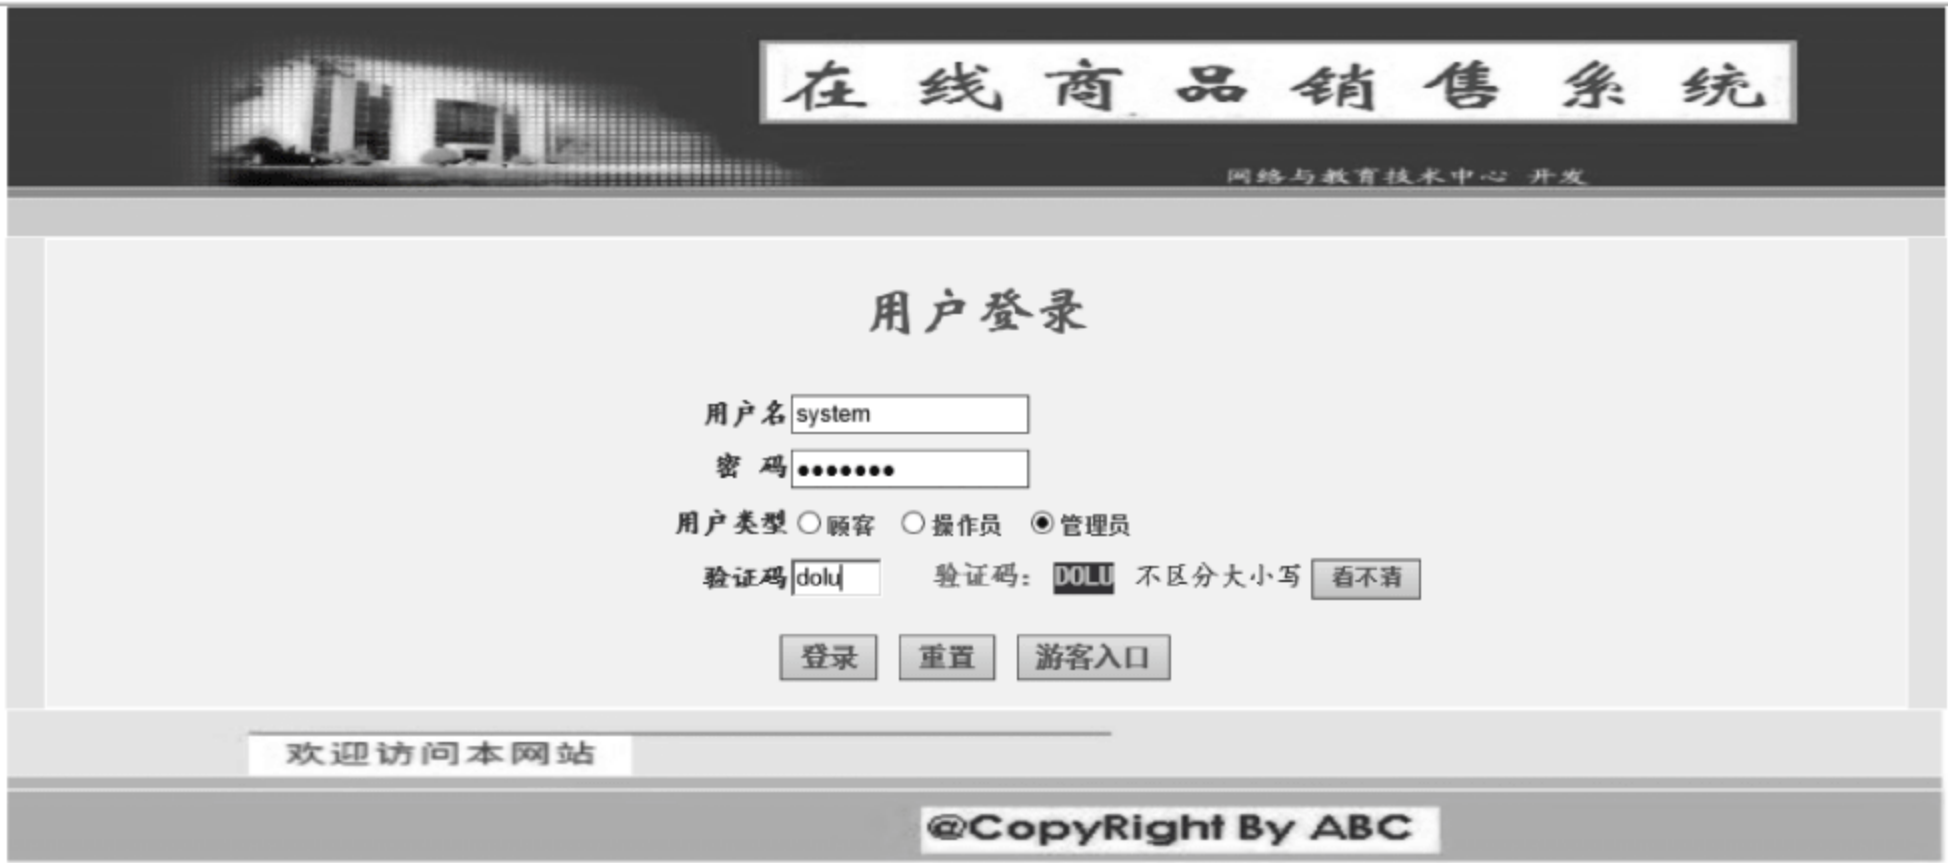 在线商品销售系统
网络与教育技术中心 开发
用户登录
用户名 system
密 码 •••••••
用户类型 顾客 操作员 管理员
验证码 dolu 验证码： DOLU 不区分大小写 看不清
登录 重置 游客入口
欢迎访问本网站
@CopyRight By ABC